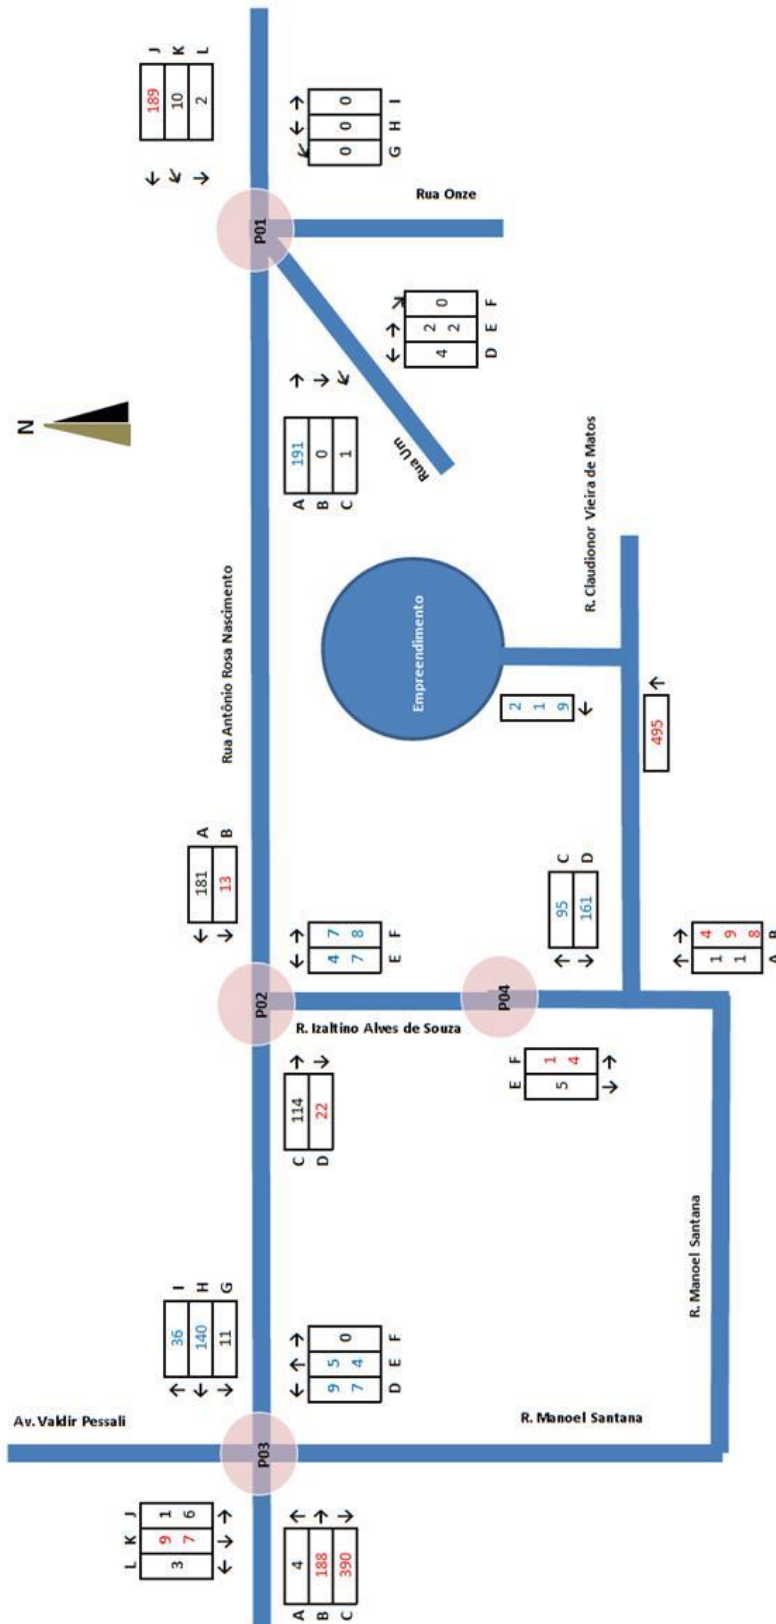 N
Av. Valdir Pessali
L K J
3 9 1
7 6
A 4
B 188
C 390
P03
36 I
140 H
11 G
9 5 0
7 4
D E F
R. Manoel Santana
R. Manoel Santana
Rua Antônio Rosa Nascimento
181 A
13 B
P02
C 114
D 22
4 7
7 8
E F
R. Izaltino Alves de Souza
P04
E F
5 1
4
95 C
161 D
1 4
1 9
8
A B
495
2
1
9
Empreendimento
R. Claudionor Vieira de Matos
189 J
10 K
2 L
P01
A 191
B 0
C 1
Rua Um
4 2 0
2
D E F
Rua Onze
0 0 0
G H I